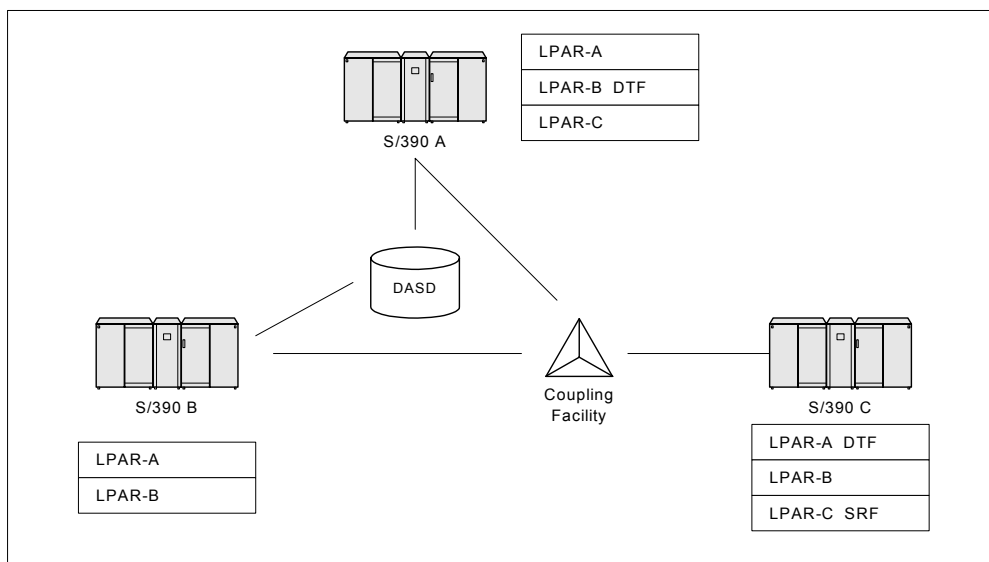 LPAR-A
LPAR-B DTF
LPAR-C
S/390 A
DASD
S/390 B
Coupling
Facility
S/390 C
LPAR-A
LPAR-B
LPAR-A DTF
LPAR-B
LPAR-C SRF